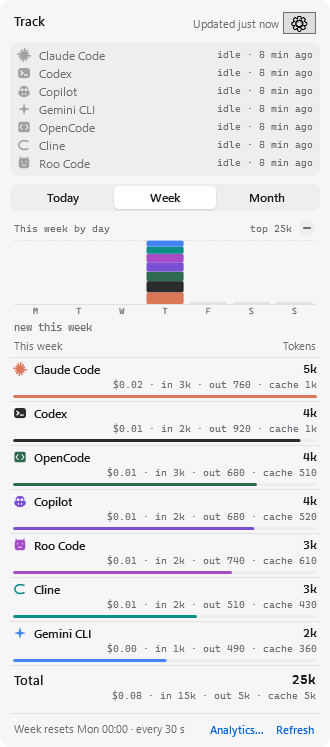 Track
Updated just now
Claude Code idle · 8 min ago
Codex idle · 8 min ago
Copilot idle · 8 min ago
Gemini CLI idle · 8 min ago
OpenCode idle · 8 min ago
Cline idle · 8 min ago
Roo Code idle · 8 min ago
Today Week Month
This week by day top 25k
M T W T F S S
new this week
This week Tokens
Claude Code 5k
$0.02 · in 3k · out 760 · cache 1k
Codex 4k
$0.01 · in 2k · out 920 · cache 1k
OpenCode 4k
$0.01 · in 3k · out 680 · cache 510
Copilot 4k
$0.01 · in 2k · out 680 · cache 520
Roo Code 3k
$0.01 · in 2k · out 740 · cache 610
Cline 3k
$0.01 · in 2k · out 510 · cache 430
Gemini CLI 2k
$0.00 · in 1k · out 490 · cache 360
Total 25k
$0.08 · in 15k · out 5k · cache 5k
Week resets Mon 00:00 · every 30 s Analytics... Refresh